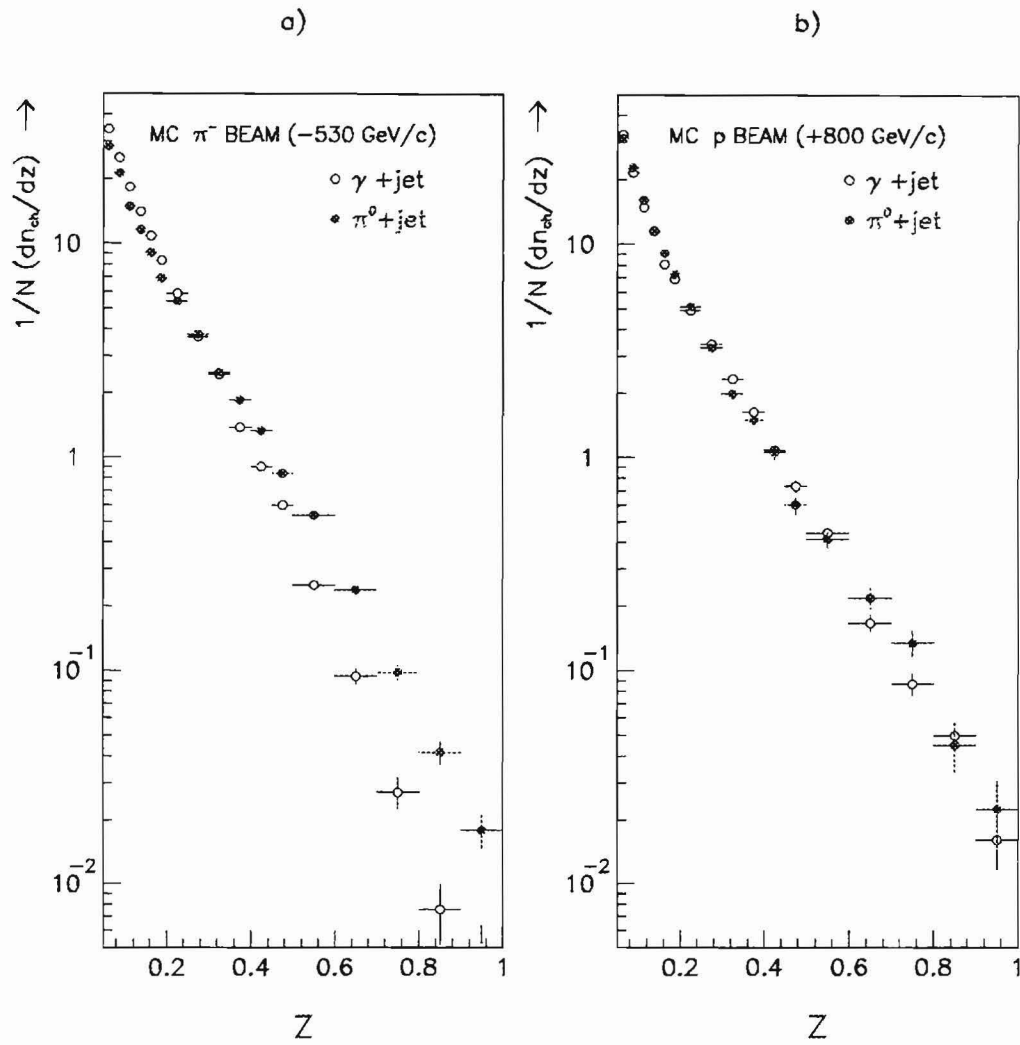 a)
1/N (dn_ch/dz) →
MC π⁻ BEAM (−530 GeV/c)
γ +jet
π⁰+jet
10
1
10⁻¹
10⁻²
0.2 0.4 0.6 0.8 1
Z
b)
1/N (dn_ch/dz) →
MC p BEAM (+800 GeV/c)
γ +jet
π⁰+jet
10
1
10⁻¹
10⁻²
0.2 0.4 0.6 0.8 1
Z